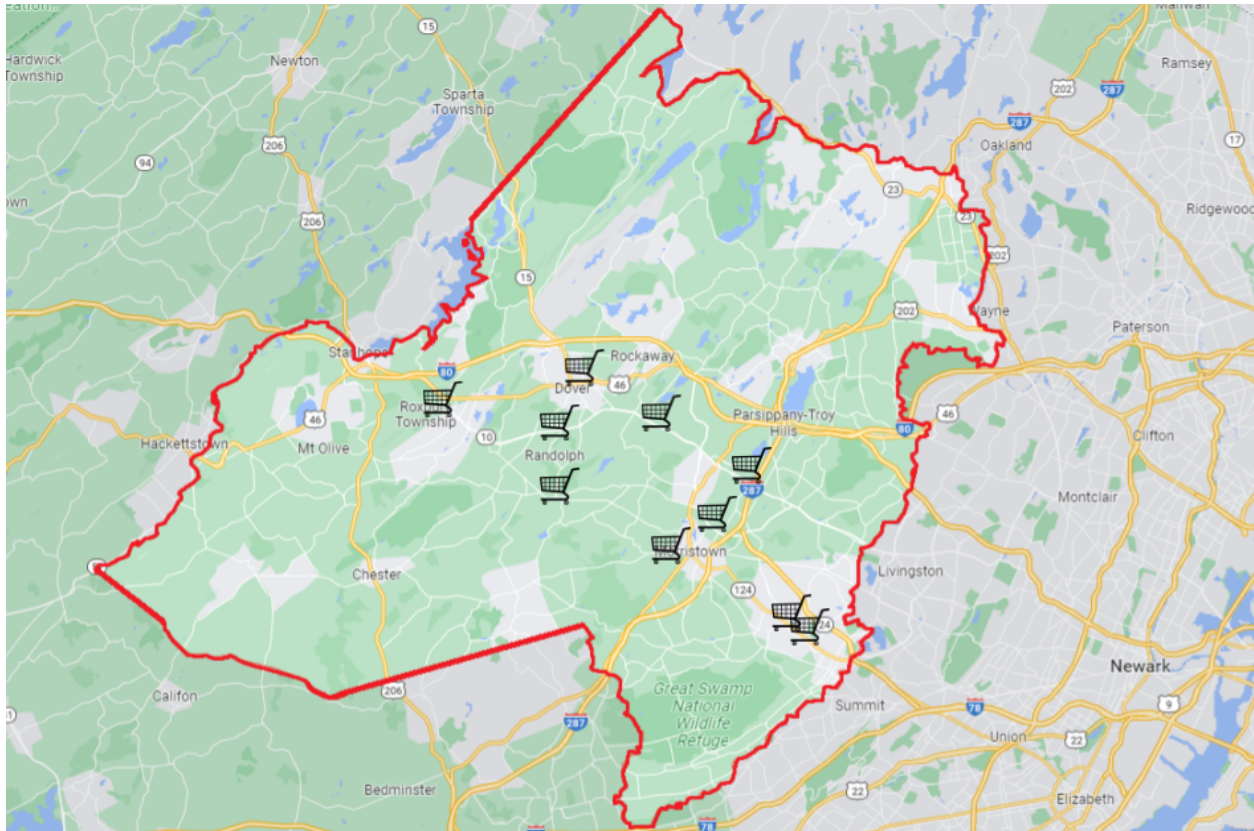 eation...
Mahwah
15
Hardwick
Township
Newton
Ramsey
Sparta
Township
202
287
206
287
94
Oakland
17
23
206
23
Ridgewood
202
15
202
Wayne
Paterson
Stanhope
Rockaway
80
46
Dover
Roxbury
Township
46
Parsippany-Troy
Hills
46
80
10
Hackettstown
Mt Olive
Randolph
Clifton
287
Montclair
Morristown
Chester
Livingston
124
24
Newark
206
Califon
Great Swamp
National
Wildlife
Refuge
Summit
78
9
287
Union
22
Bedminster
22
Elizabeth
78